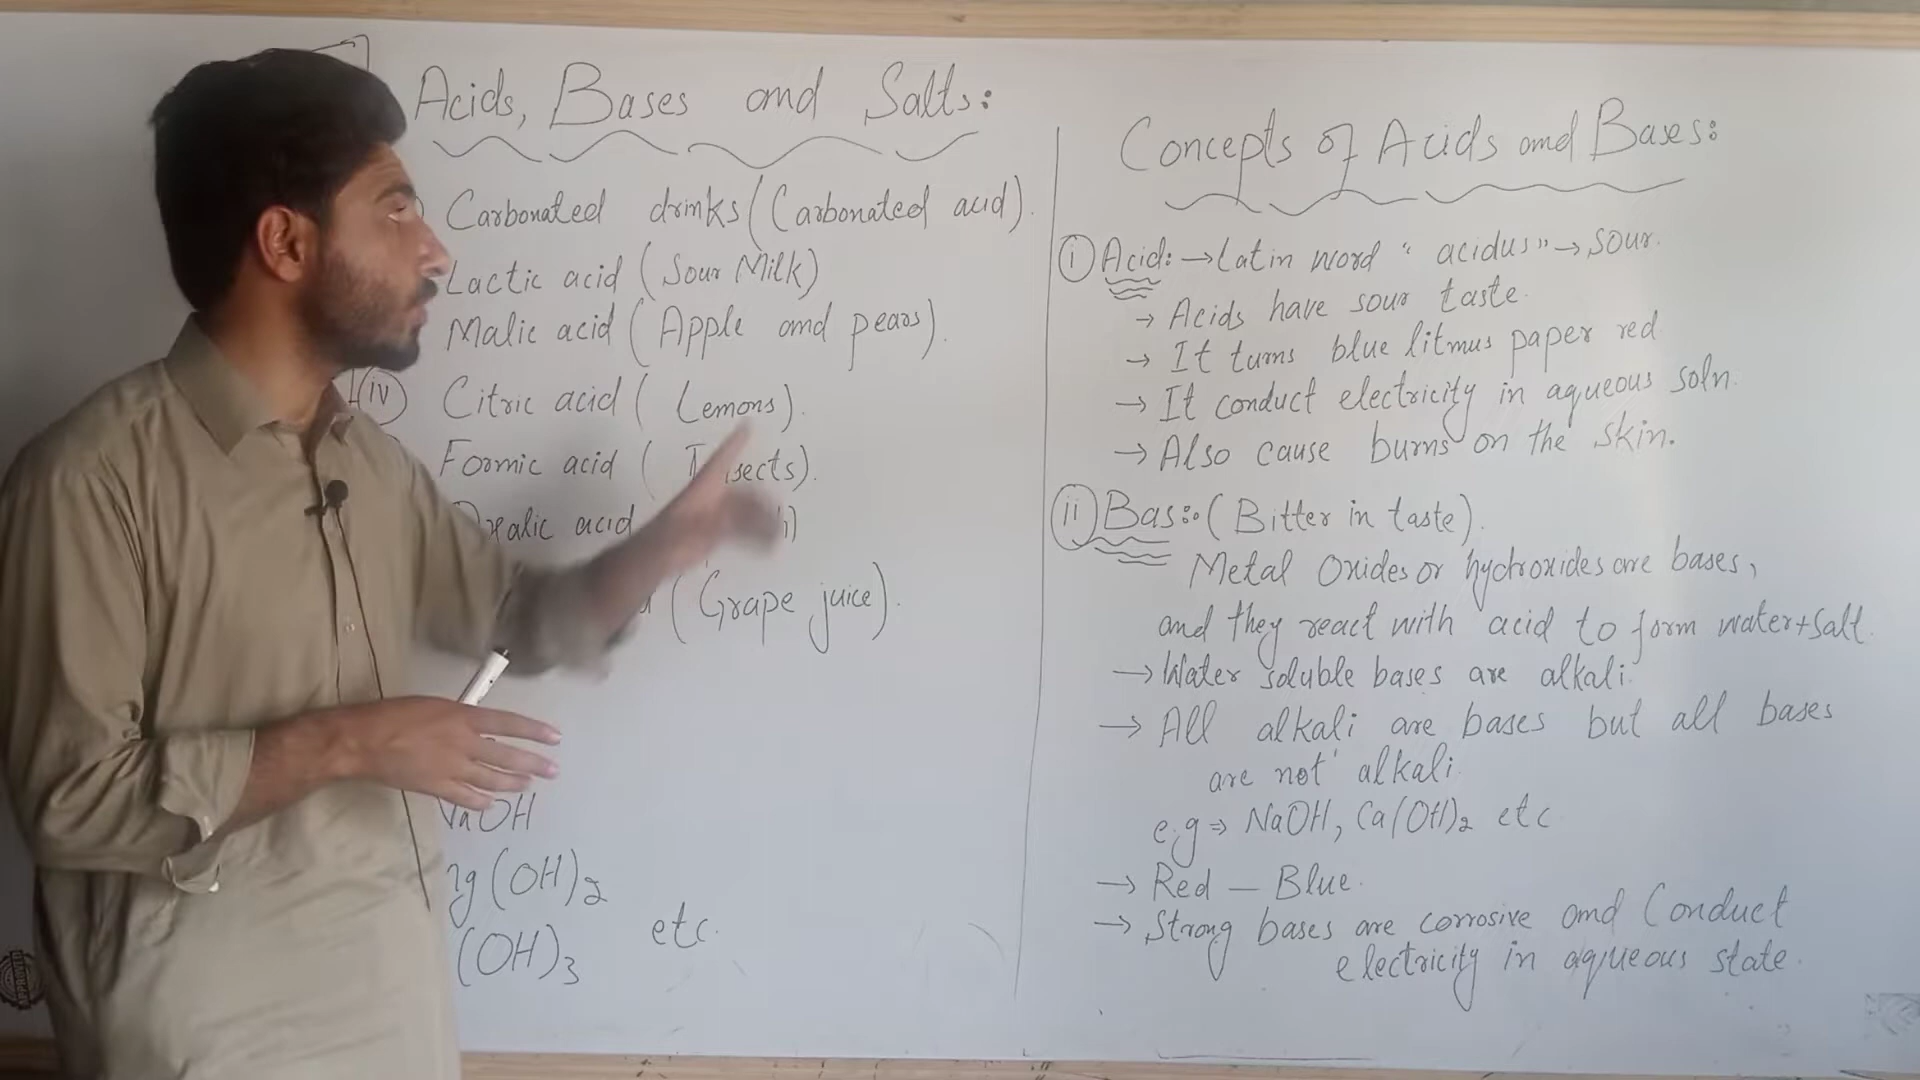 Acids, Bases and Salts:
Carbonated drinks (Carbonated acid).
Lactic acid (Sour Milk)
Malic acid (Apple and pears).
(iv) Citric acid (Lemons).
Formic acid (
acid
(Grape juice).
NaOH
(OH)2
(OH)3 etc.
Concepts of Acids and Bases:
(i) Acid: → Latin word "acidus" → sour.
→ Acids have sour taste.
→ It turns blue litmus paper red
→ It conduct electricity in aqueous soln.
→ Also cause burns on the skin.
(ii) Bas:: (Bitter in taste).
Metal Oxides or hydroxides are bases,
and they react with acid to form water+salt.
→ Water soluble bases are alkali.
→ All alkali are bases but all bases
are not alkali.
e.g ⇒ NaOH, Ca(OH)2 etc
→ Red – Blue.
→ Strong bases are corrosive and Conduct
electricity in aqueous state.
APPROVED